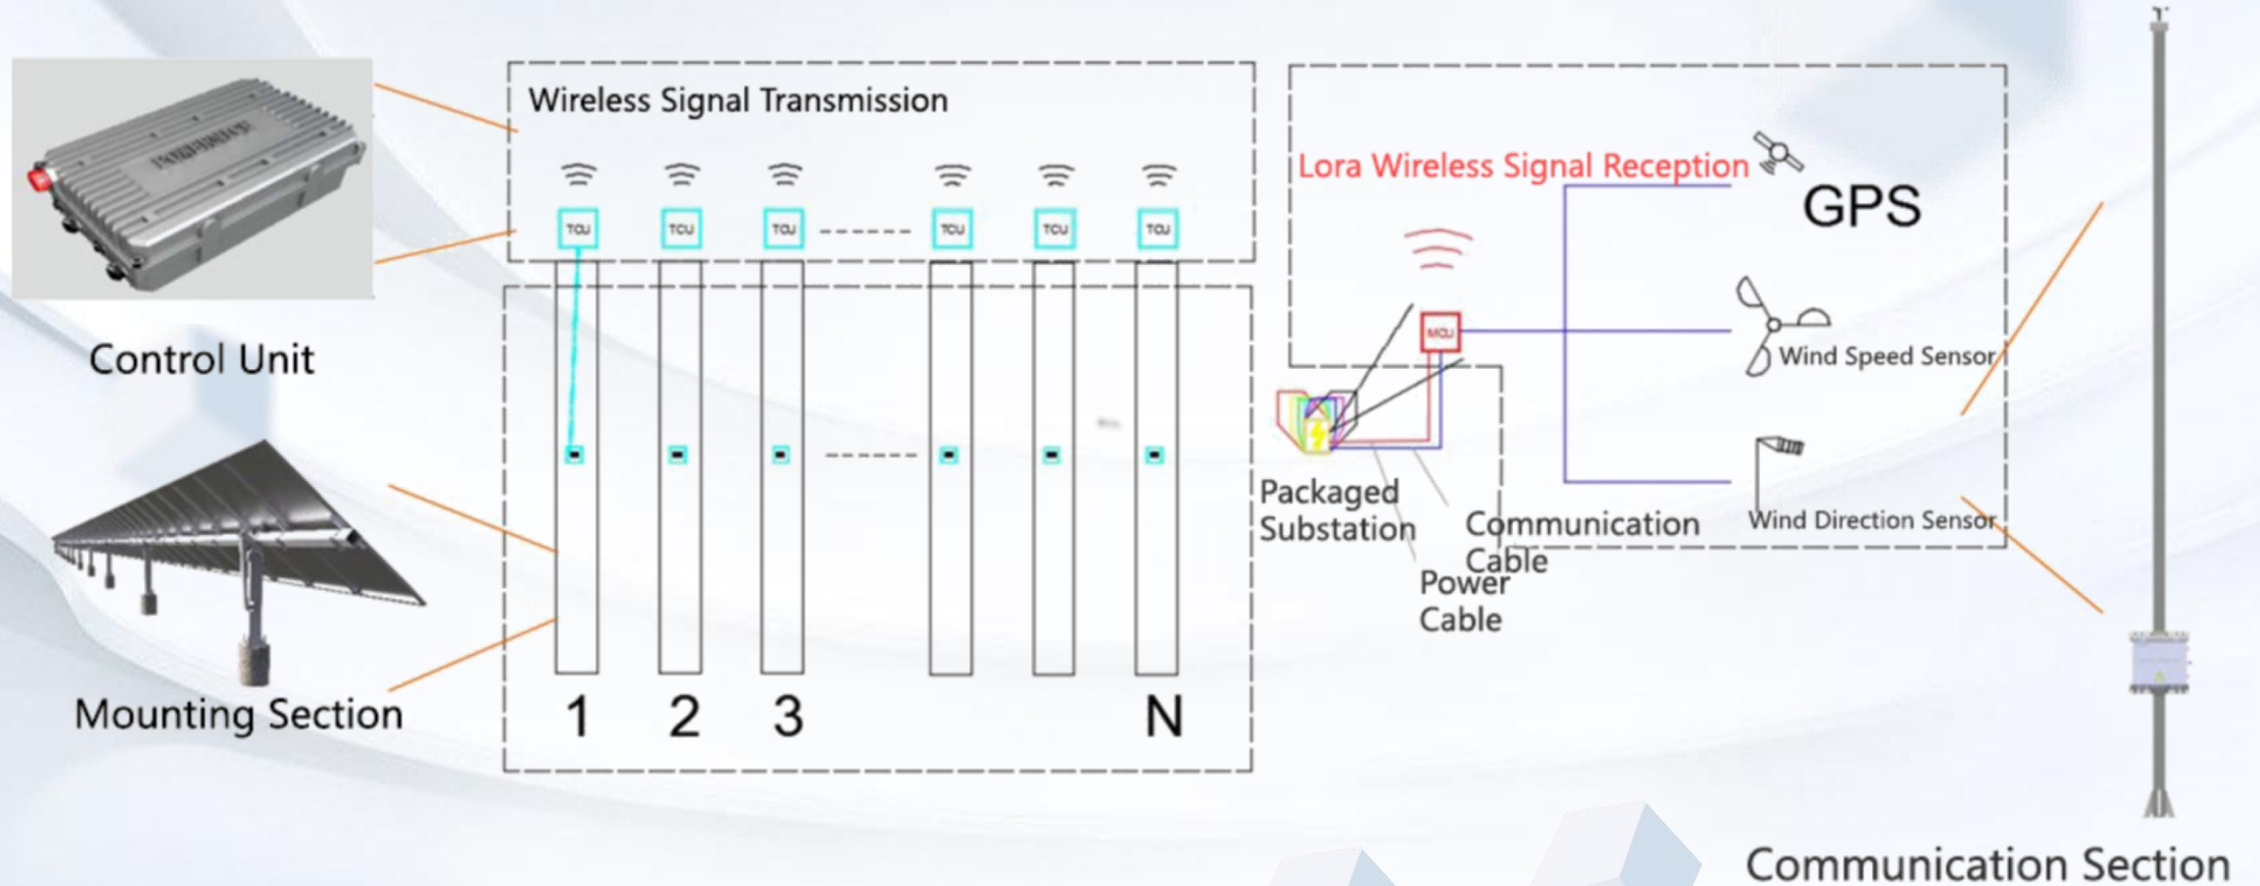 Wireless Signal Transmission
TCU
TCU
TCU
TCU
TCU
TCU
Control Unit
Mounting Section
1
2
3
N
Lora Wireless Signal Reception
GPS
MCU
Wind Speed Sensor
Wind Direction Sensor
Packaged
Substation
Communication
Cable
Power
Cable
Communication Section